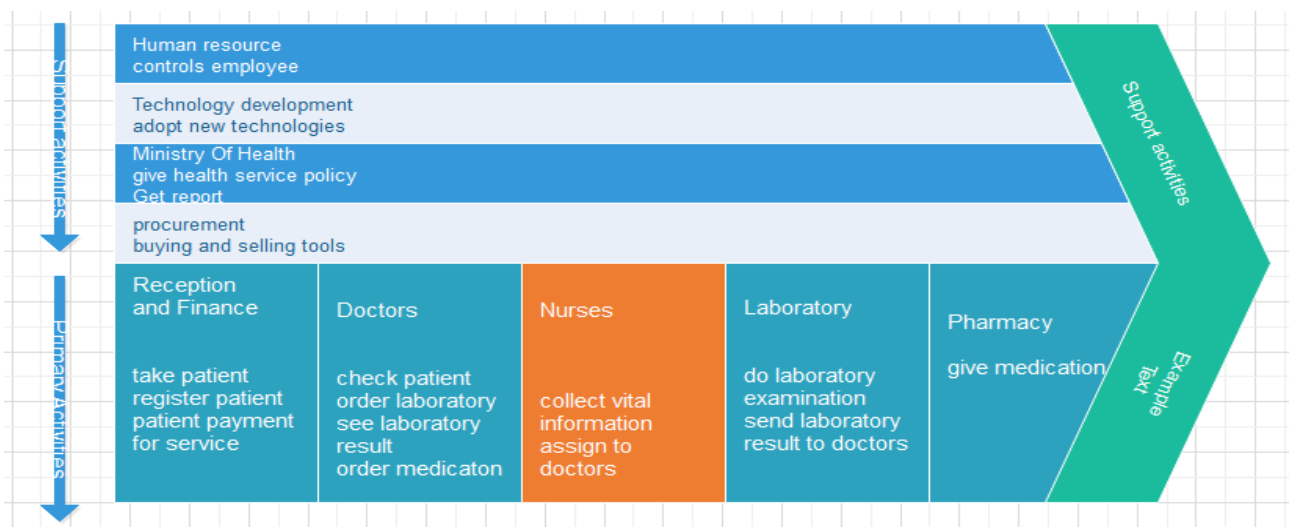 Support activities
Human resource
controls employee
Technology development
adopt new technologies
Ministry Of Health
give health service policy
Get report
procurement
buying and selling tools
Support activities
Primary Activities
Reception
and Finance
take patient
register patient
patient payment
for service
Doctors
check patient
order laboratory
see laboratory
result
order medicaton
Nurses
collect vital
information
assign to
doctors
Laboratory
do laboratory
examination
send laboratory
result to doctors
Pharmacy
give medication
Example
Text